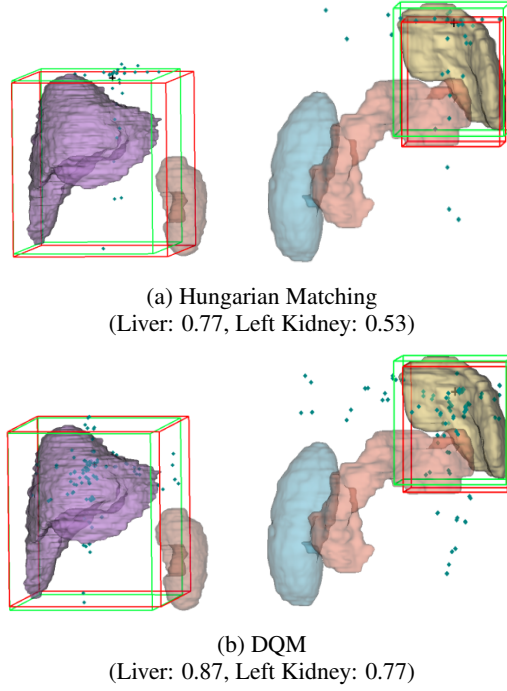 (a) Hungarian Matching
(Liver: 0.77, Left Kidney: 0.53)
(b) DQM
(Liver: 0.87, Left Kidney: 0.77)